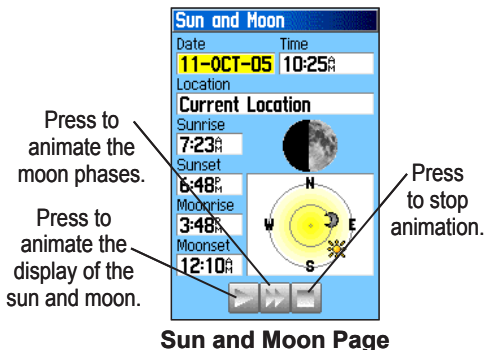 Sun and Moon
Date Time
11-OCT-05 10:25AM
Location
Current Location
Sunrise
7:23AM
Sunset
6:48PM
Moonrise
3:48PM
Moonset
12:10AM
N
W E
S
Press to
animate the
moon phases.
Press to
animate the
display of the
sun and moon.
Press
to stop
animation.
Sun and Moon Page